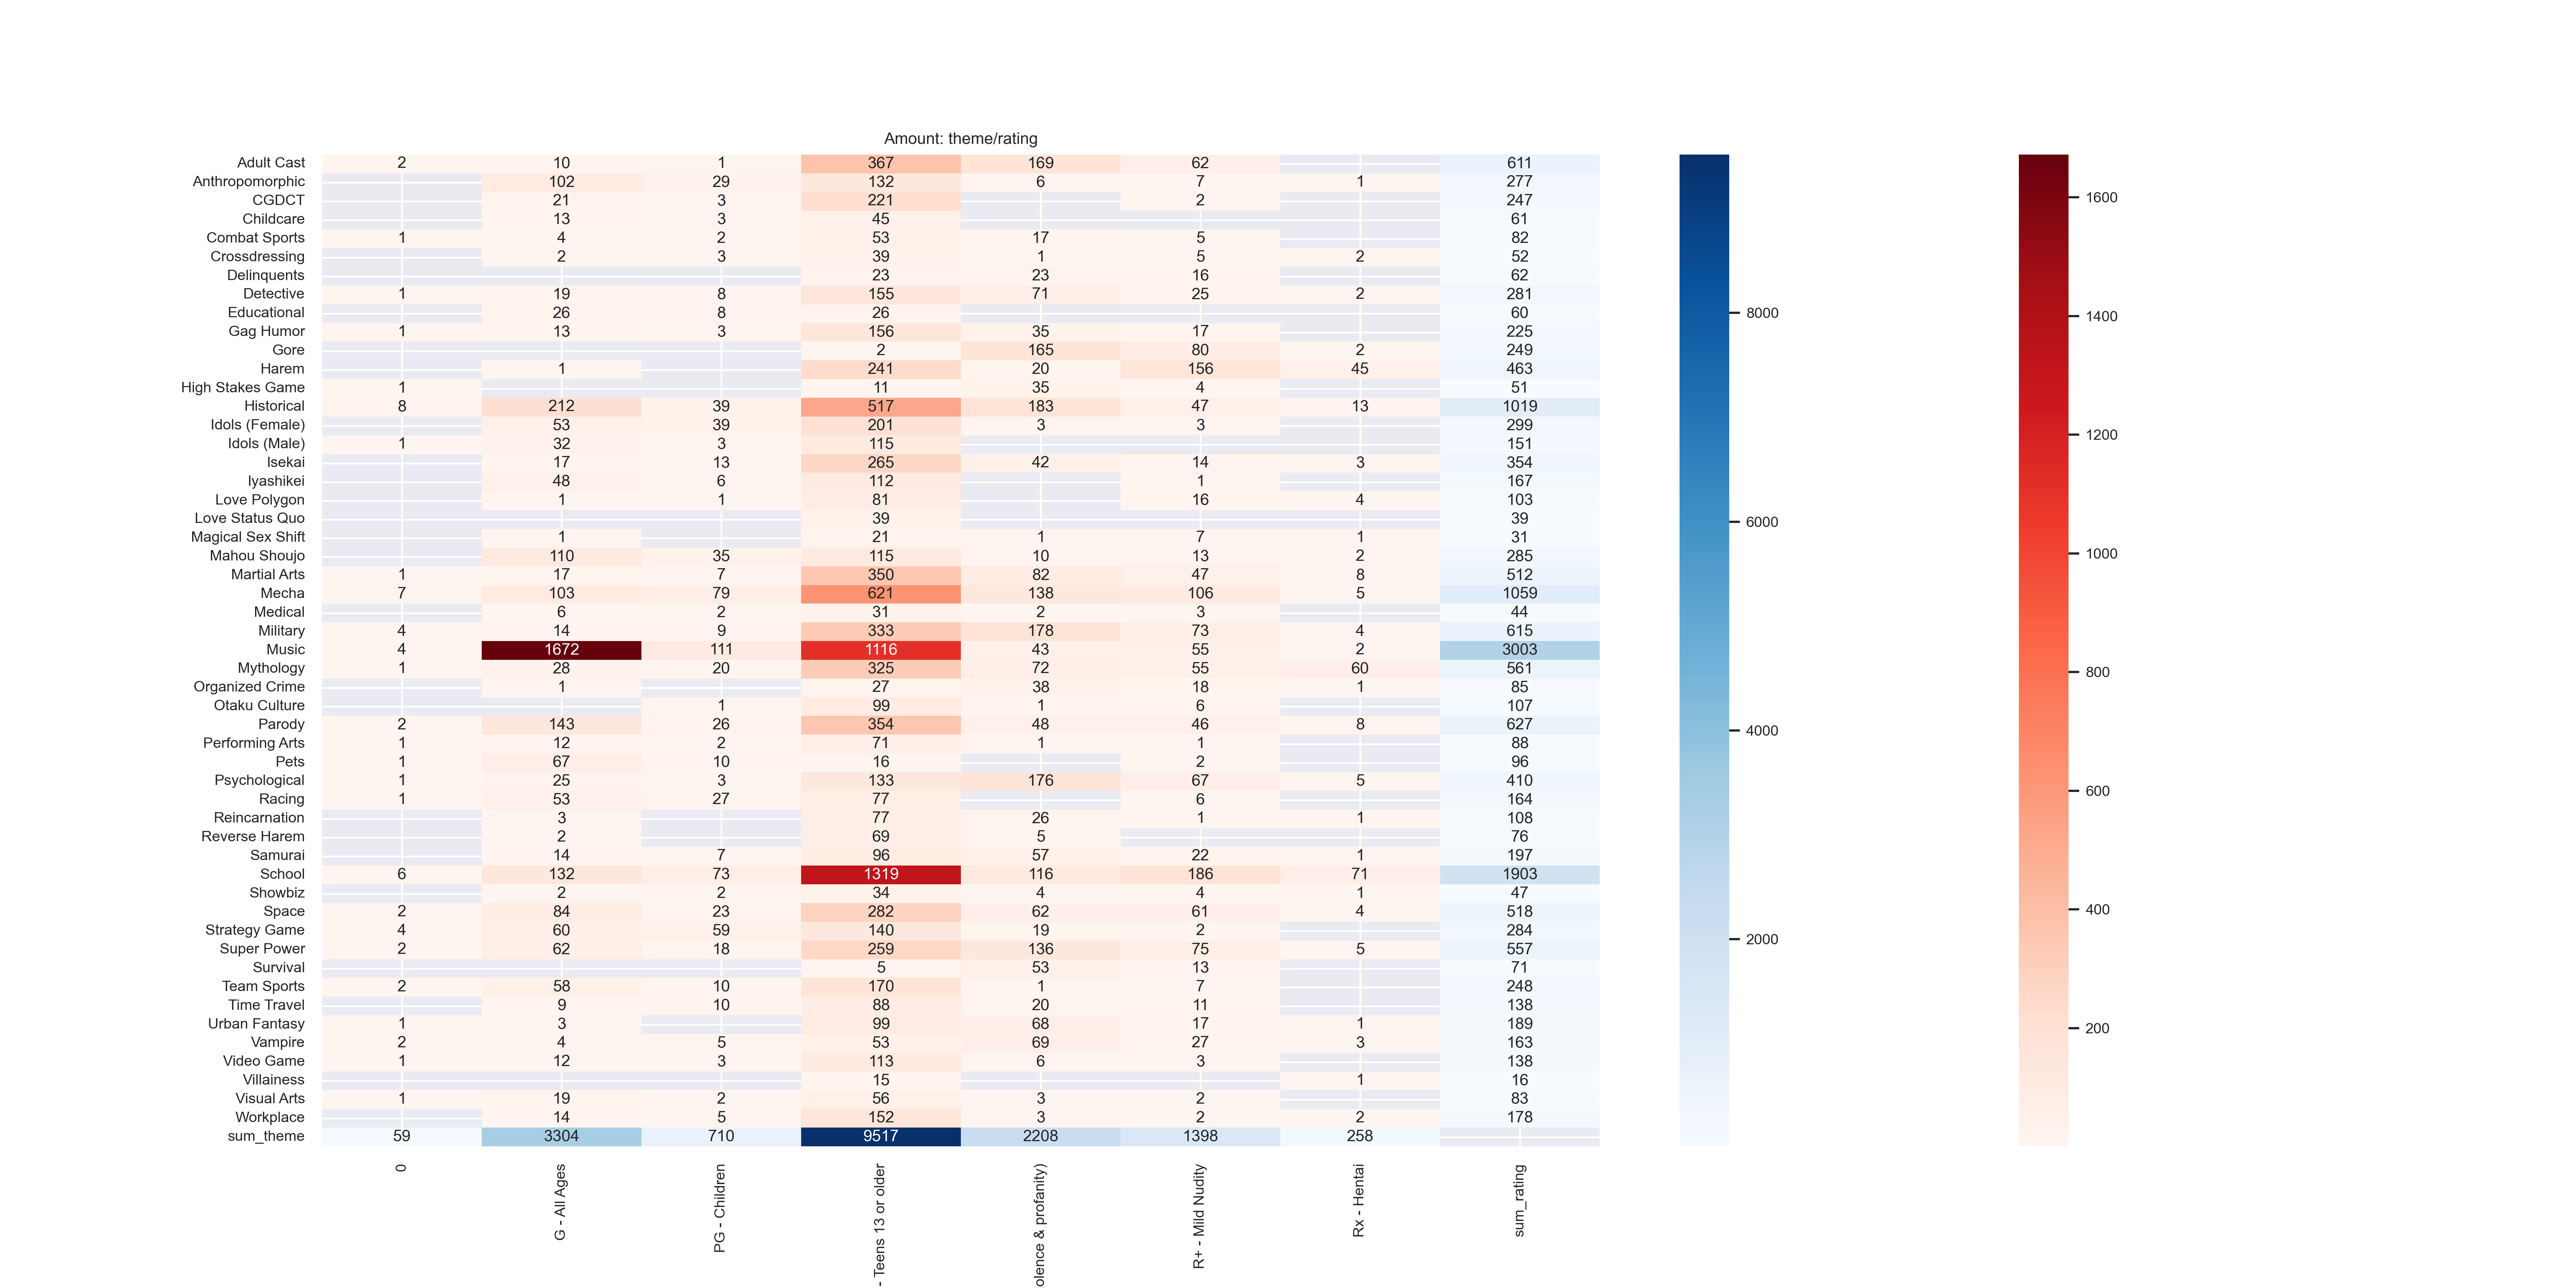 Amount: theme/rating
Adult Cast 2 10 1 367 169 62 611
Anthropomorphic 102 29 132 6 7 1 277
CGDCT 21 3 221 2 247
Childcare 13 3 45 61
Combat Sports 1 4 2 53 17 5 82
Crossdressing 2 3 39 1 5 2 52
Delinquents 23 23 16 62
Detective 1 19 8 155 71 25 2 281
Educational 26 8 26 60
Gag Humor 1 13 3 156 35 17 225
Gore 2 165 80 2 249
Harem 1 241 20 156 45 463
High Stakes Game 1 11 35 4 51
Historical 8 212 39 517 183 47 13 1019
Idols (Female) 53 39 201 3 3 299
Idols (Male) 1 32 3 115 151
Isekai 17 13 265 42 14 3 354
Iyashikei 48 6 112 1 167
Love Polygon 1 1 81 16 4 103
Love Status Quo 39 39
Magical Sex Shift 1 21 1 7 1 31
Mahou Shoujo 110 35 115 10 13 2 285
Martial Arts 1 17 7 350 82 47 8 512
Mecha 7 103 79 621 138 106 5 1059
Medical 6 2 31 2 3 44
Military 4 14 9 333 178 73 4 615
Music 4 1672 111 1116 43 55 2 3003
Mythology 1 28 20 325 72 55 60 561
Organized Crime 1 27 38 18 1 85
Otaku Culture 1 99 1 6 107
Parody 2 143 26 354 48 46 8 627
Performing Arts 1 12 2 71 1 1 88
Pets 1 67 10 16 2 96
Psychological 1 25 3 133 176 67 5 410
Racing 1 53 27 77 6 164
Reincarnation 3 77 26 1 1 108
Reverse Harem 2 69 5 76
Samurai 14 7 96 57 22 1 197
School 6 132 73 1319 116 186 71 1903
Showbiz 2 2 34 4 4 1 47
Space 2 84 23 282 62 61 4 518
Strategy Game 4 60 59 140 19 2 284
Super Power 2 62 18 259 136 75 5 557
Survival 5 53 13 71
Team Sports 2 58 10 170 1 7 248
Time Travel 9 10 88 20 11 138
Urban Fantasy 1 3 99 68 17 1 189
Vampire 2 4 5 53 69 27 3 163
Video Game 1 12 3 113 6 3 138
Villainess 15 1 16
Visual Arts 1 19 2 56 3 2 83
Workplace 14 5 152 3 2 2 178
sum_theme 59 3304 710 9517 2208 1398 258
0
G - All Ages
PG - Children
- Teens 13 or older
olence & profanity)
R+ - Mild Nudity
Rx - Hentai
sum_rating
8000
6000
4000
2000
1600
1400
1200
1000
800
600
400
200